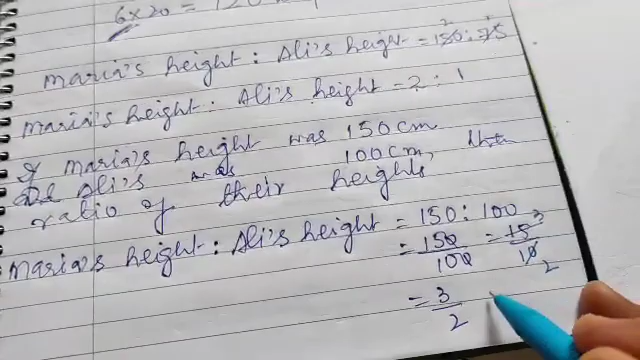 6 x 20 = 120
Maria's height : Ali's height = 150 : 75
Maria's height : Ali's height = 2 : 1
If Maria's height was 150 cm
and Ali's was 100 cm, then
ratio of their heights
Maria's height : Ali's height = 150 : 100
= 150/100 = 15/10
= 3/2